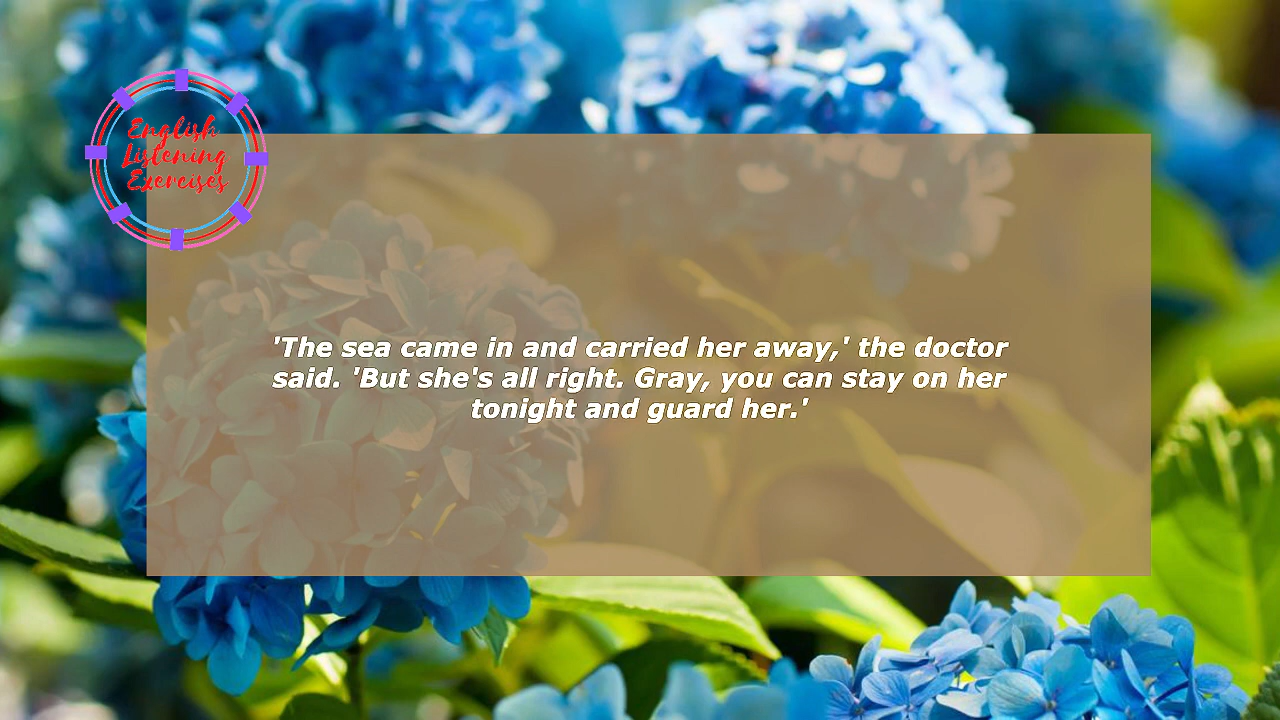 English
Listening
Exercises
'The sea came in and carried her away,' the doctor
said. 'But she's all right. Gray, you can stay on her
tonight and guard her.'